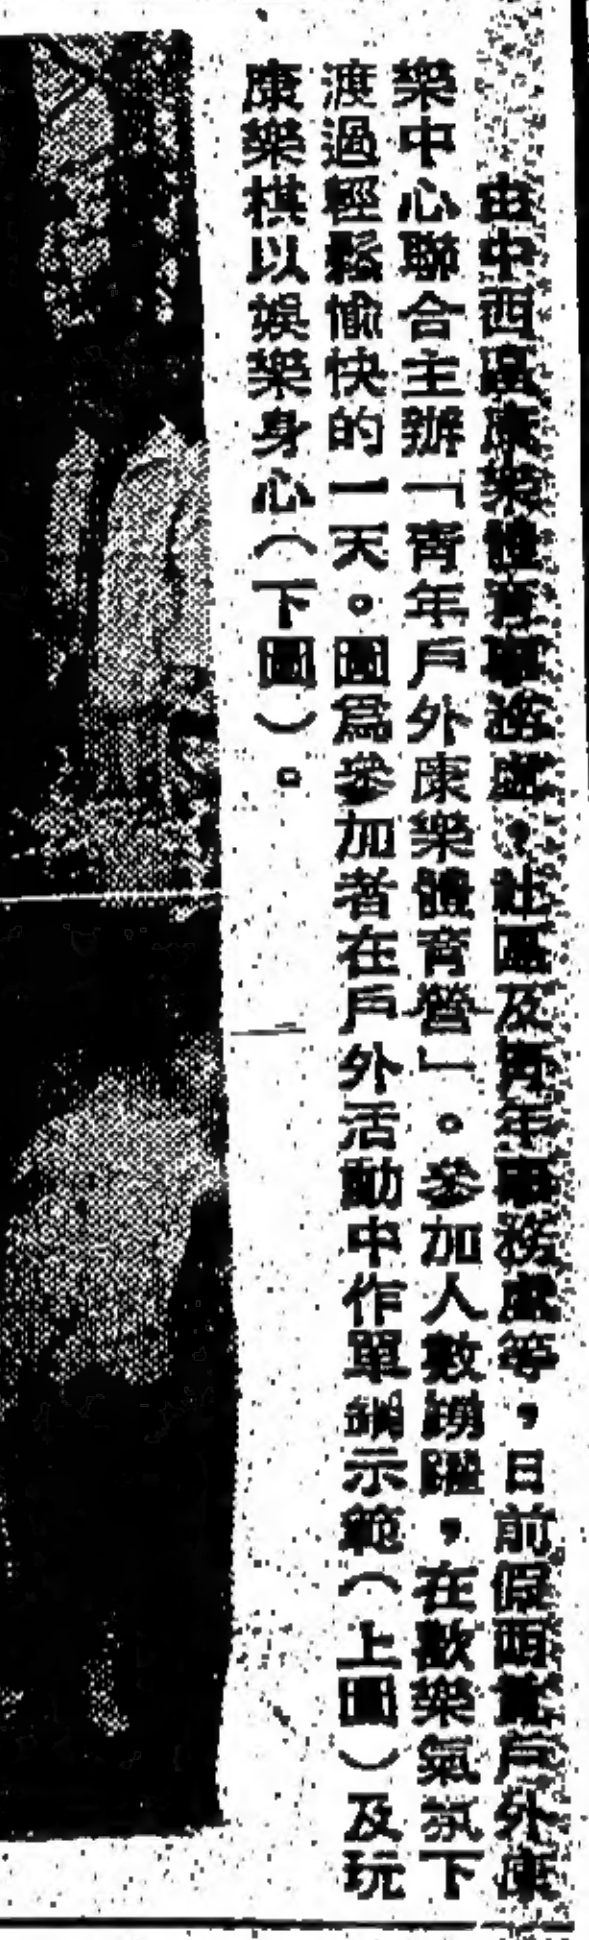 由中西區康樂體育事務處，社區及青年事務處等，日前假西貢戶外康
樂中心聯合主辦「青年戶外康樂體育營」。參加人數踴躍，在歡樂氣氛下
渡過輕鬆愉快的一天。圖爲參加者在戶外活動中作示範（上圖）及玩
康樂棋以娛樂身心（下圖）。